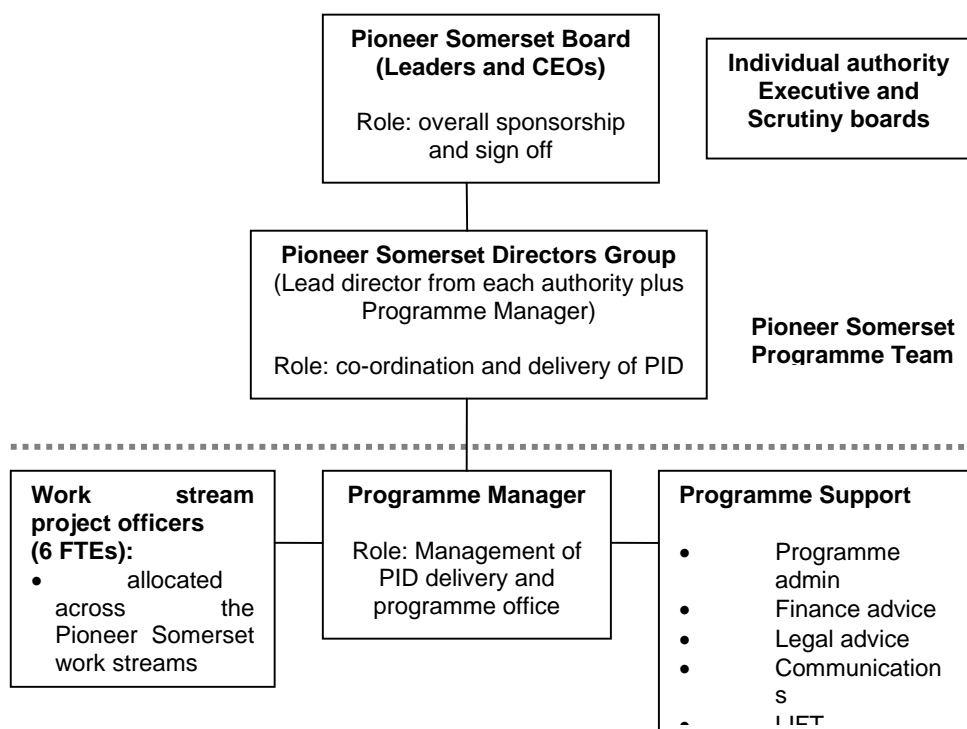 Pioneer Somerset Board
(Leaders and CEOs)
Role: overall sponsorship
and sign off
Individual authority
Executive and
Scrutiny boards
Pioneer Somerset Directors Group
(Lead director from each authority plus
Programme Manager)
Role: co-ordination and delivery of PID
Pioneer Somerset
Programme Team
Work stream
project officers
(6 FTEs):
• allocated
across the
Pioneer Somerset
work streams
Programme Manager
Role: Management of
PID delivery and
programme office
Programme Support
• Programme
admin
• Finance advice
• Legal advice
• Communication
s